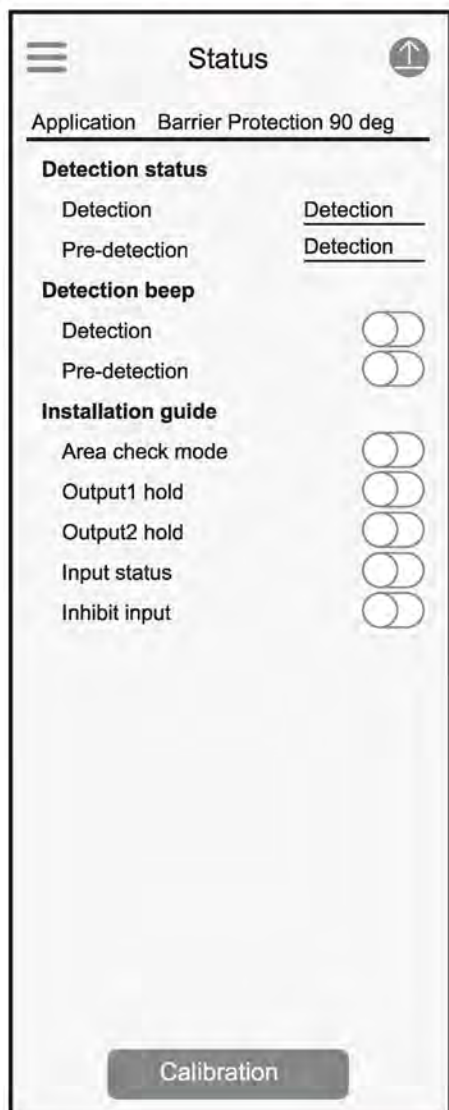 Status
Application Barrier Protection 90 deg
Detection status
Detection Detection
Pre-detection Detection
Detection beep
Detection
Pre-detection
Installation guide
Area check mode
Output1 hold
Output2 hold
Input status
Inhibit input
Calibration